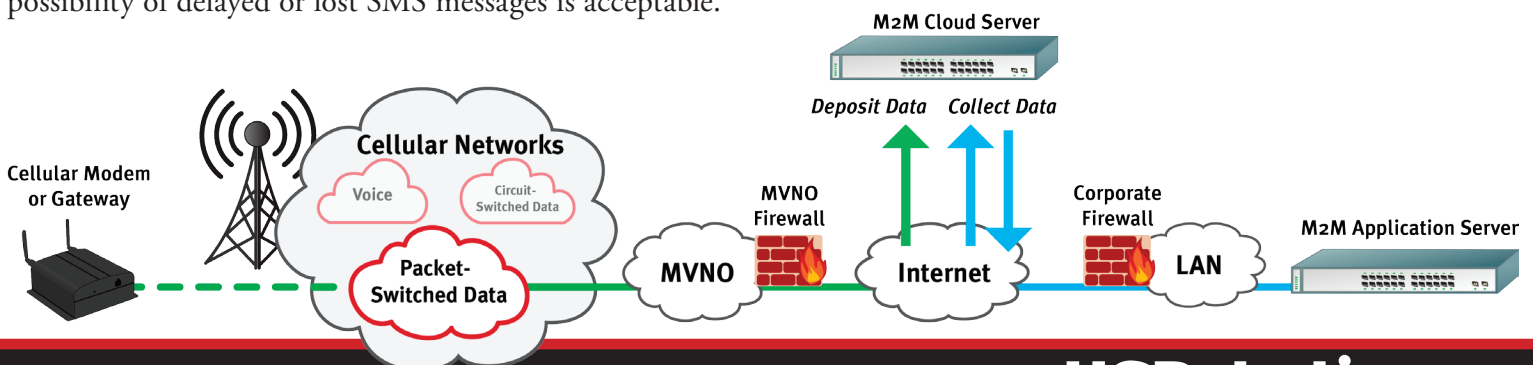 possibility of delayed or lost SMS messages is acceptable.
M2M Cloud Server
Deposit Data Collect Data
Cellular Networks
Voice
Circuit-
Switched Data
Packet-
Switched Data
Cellular Modem
or Gateway
MVNO
Firewall
MVNO
Internet
Corporate
Firewall
LAN
M2M Application Server